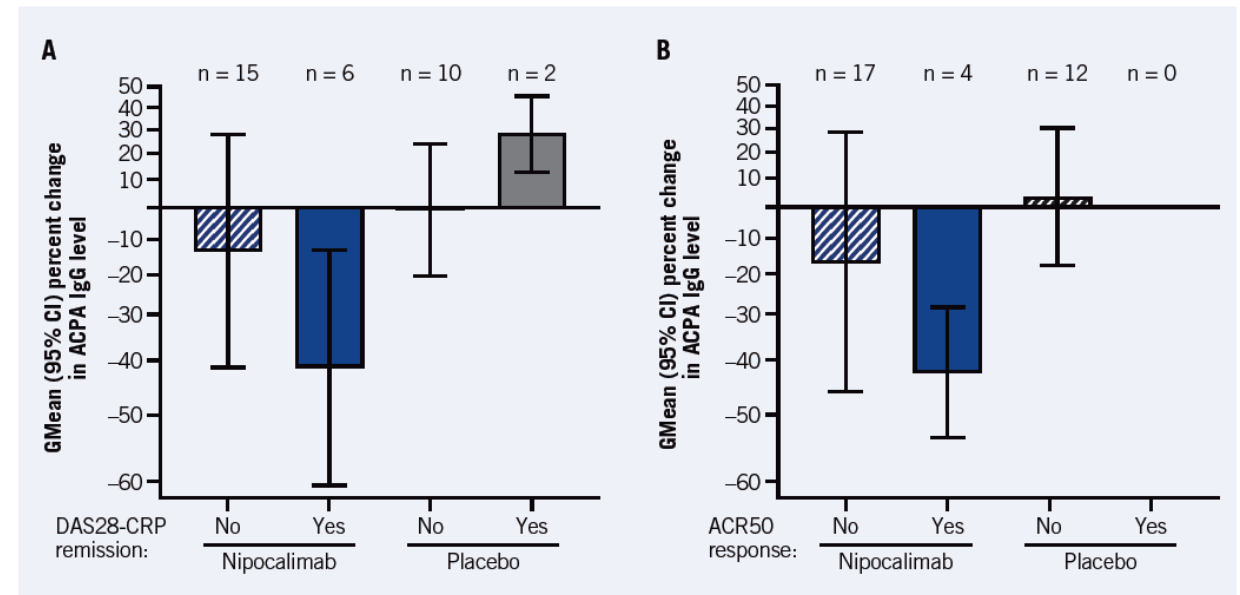 A
n = 15 n = 6 n = 10 n = 2
GMean (95% CI) percent change
in ACPA IgG level
50
40
30
20
10
–10
–20
–30
–40
–50
–60
DAS28-CRP
remission:
No Yes No Yes
Nipocalimab Placebo
B
n = 17 n = 4 n = 12 n = 0
GMean (95% CI) percent change
in ACPA IgG level
50
40
30
20
10
–10
–20
–30
–40
–50
–60
ACR50
response:
No Yes No Yes
Nipocalimab Placebo